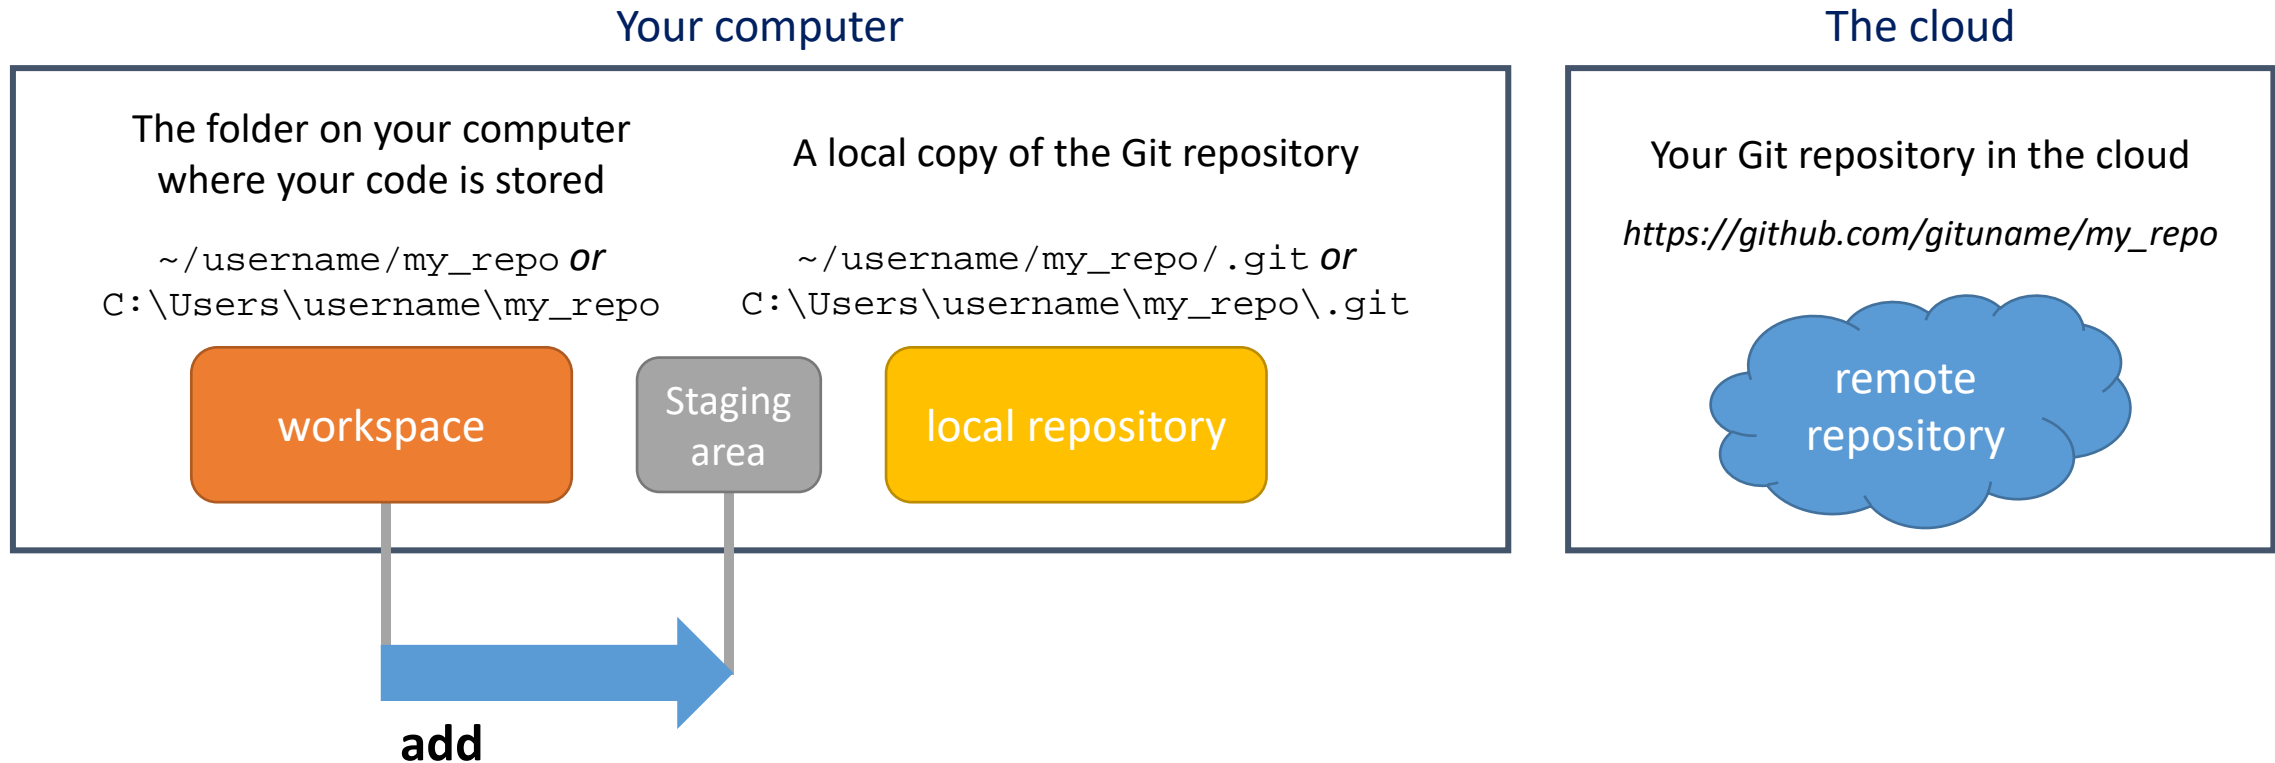 Your computer
The cloud
The folder on your computer
where your code is stored
~/username/my_repo or
C:\Users\username\my_repo
A local copy of the Git repository
~/username/my_repo/.git or
C:\Users\username\my_repo\.git
Your Git repository in the cloud
https://github.com/gituname/my_repo
workspace
Staging
area
local repository
remote
repository
add